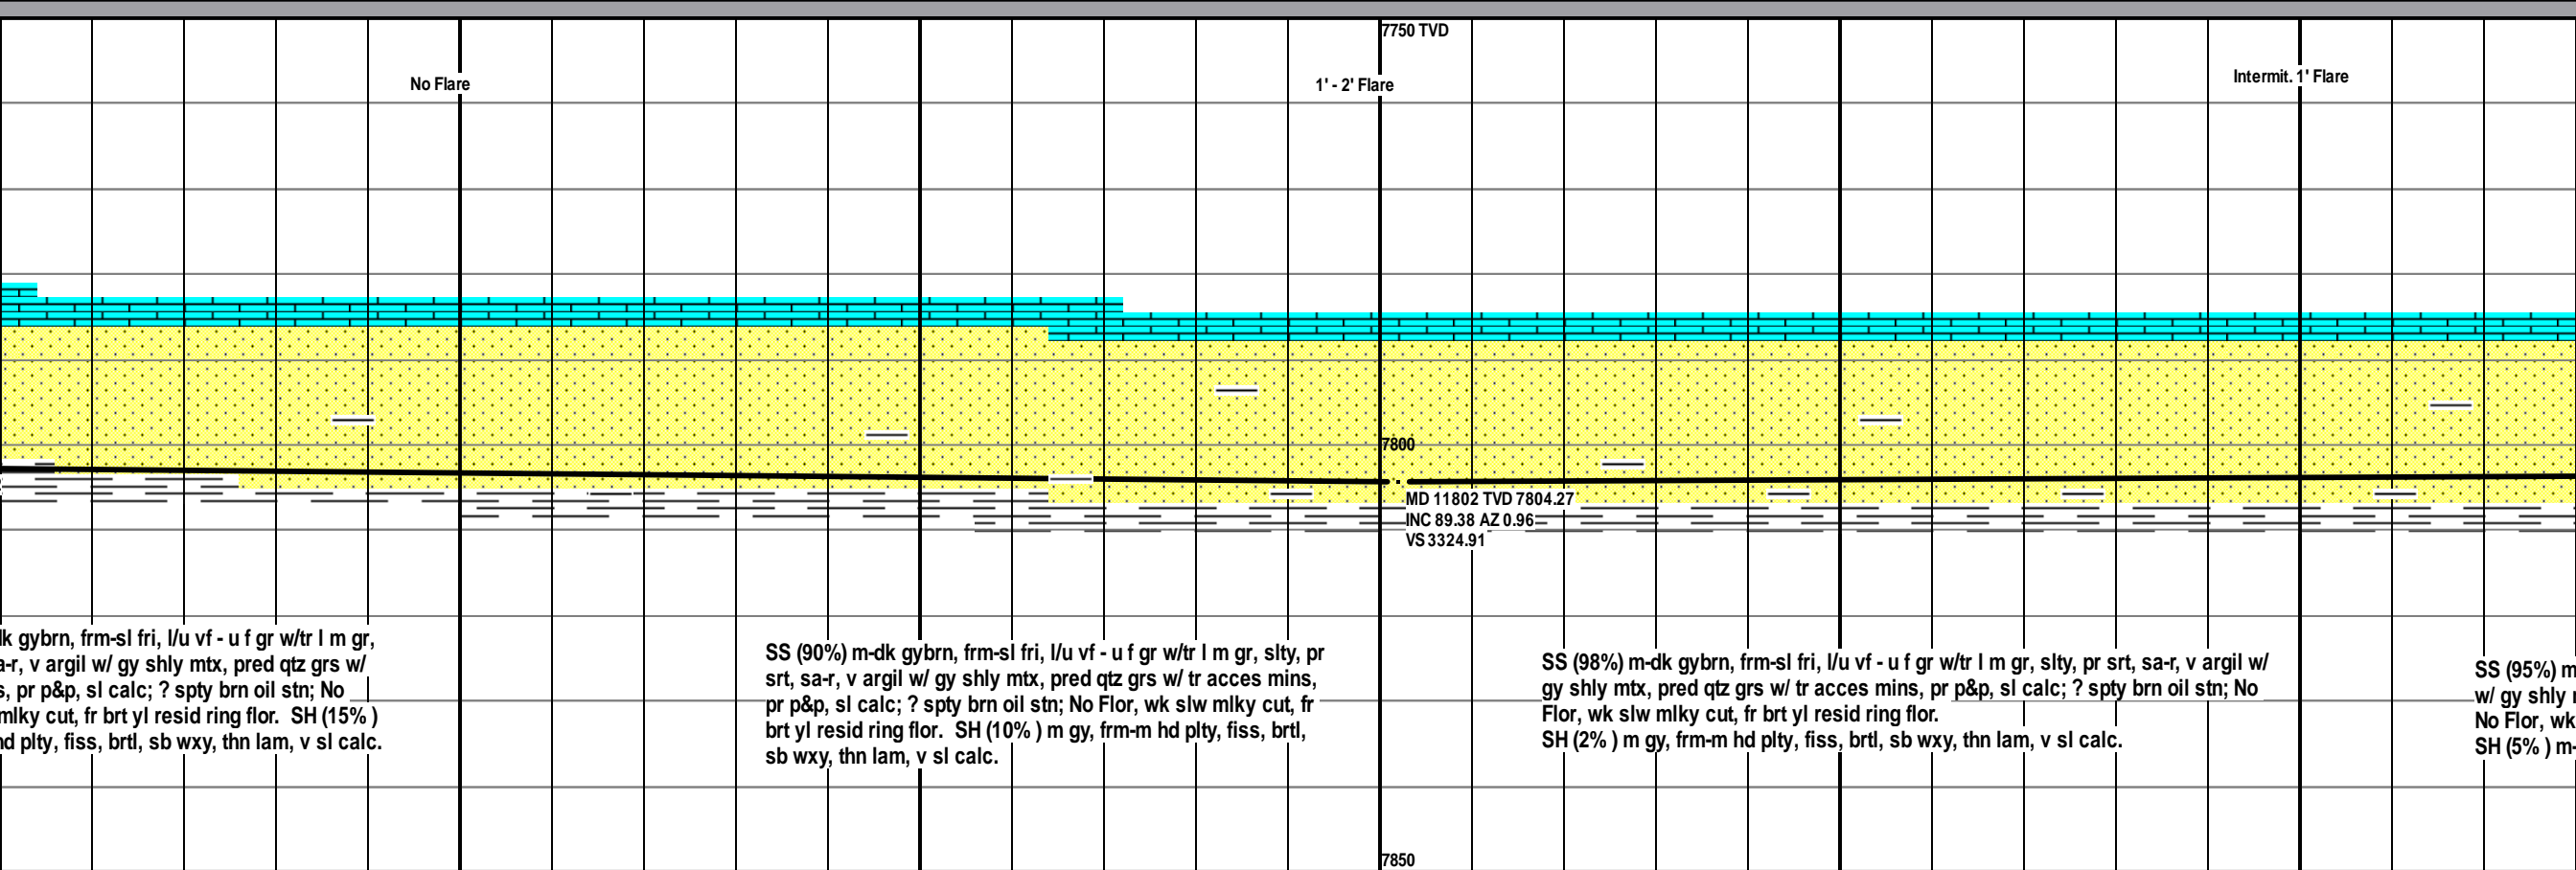 7750 TVD
No Flare
1' - 2' Flare
Intermit. 1' Flare
7800
MD 11802 TVD 7804.27
INC 89.38 AZ 0.96
VS 3324.91
gybrn, frm-sl fri, l/u vf - u f gr w/tr l m gr,
v argil w/ gy shly mtx, pred qtz grs w/
pr p&p, sl calc; ? spty brn oil stn; No
mlky cut, fr brt yl resid ring flor. SH (15% )
plty, fiss, brtl, sb wxy, thn lam, v sl calc.
SS (90%) m-dk gybrn, frm-sl fri, l/u vf - u f gr w/tr l m gr, slty, pr
srt, sa-r, v argil w/ gy shly mtx, pred qtz grs w/ tr acces mins,
pr p&p, sl calc; ? spty brn oil stn; No Flor, wk slw mlky cut, fr
brt yl resid ring flor. SH (10% ) m gy, frm-m hd plty, fiss, brtl,
sb wxy, thn lam, v sl calc.
SS (98%) m-dk gybrn, frm-sl fri, l/u vf - u f gr w/tr l m gr, slty, pr srt, sa-r, v argil w/
gy shly mtx, pred qtz grs w/ tr acces mins, pr p&p, sl calc; ? spty brn oil stn; No
Flor, wk slw mlky cut, fr brt yl resid ring flor.
SH (2% ) m gy, frm-m hd plty, fiss, brtl, sb wxy, thn lam, v sl calc.
SS (95%)
w/ gy shly
No Flor, wk
SH (5% )
7850